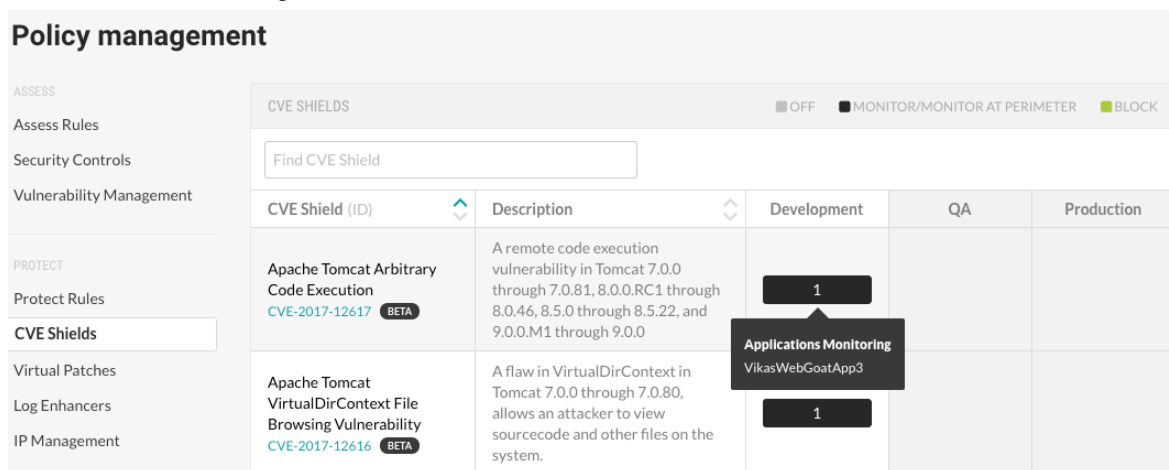 Policy management
ASSESS
Assess Rules
Security Controls
Vulnerability Management
PROTECT
Protect Rules
CVE Shields
Virtual Patches
Log Enhancers
IP Management
CVE SHIELDS
OFF
MONITOR/MONITOR AT PERIMETER
BLOCK
Find CVE Shield
CVE Shield (ID)
Description
Development
QA
Production
Apache Tomcat Arbitrary
Code Execution
CVE-2017-12617 BETA
A remote code execution
vulnerability in Tomcat 7.0.0
through 7.0.81, 8.0.0.RC1 through
8.0.46, 8.5.0 through 8.5.22, and
9.0.0.M1 through 9.0.0
1
Applications Monitoring
VikasWebGoatApp3
Apache Tomcat
VirtualDirContext File
Browsing Vulnerability
CVE-2017-12616 BETA
A flaw in VirtualDirContext in
Tomcat 7.0.0 through 7.0.80,
allows an attacker to view
sourcecode and other files on the
system.
1